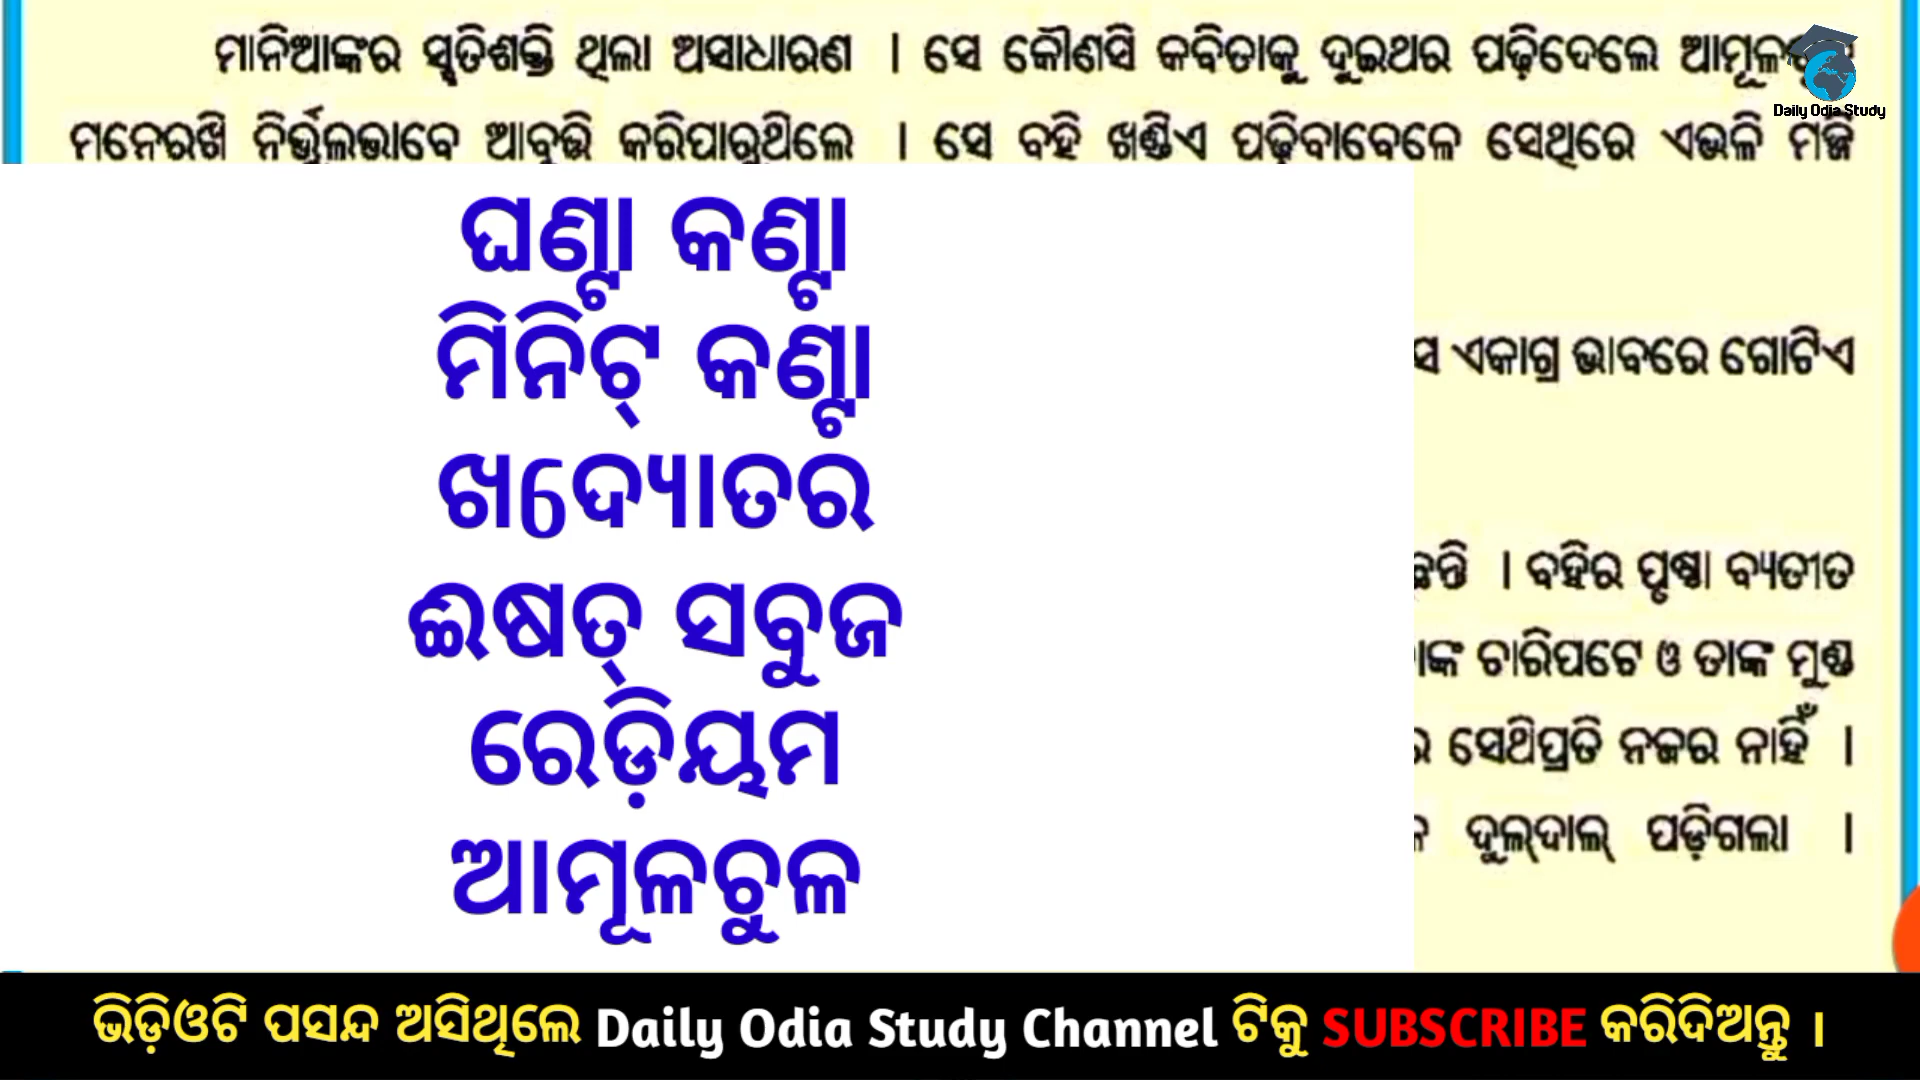 ମାନିଆଙ୍କର ସ୍ମୃତିଶକ୍ତି ଥିଲା ଅସାଧାରଣ । ସେ କୌଣସି କବିତାକୁ ଦୁଇଥର ପଢ଼ିଦେଲେ
Daily Odia Study
ମନେରଖି ନିର୍ଭୁଲଭାବେ ଆବୃତ୍ତି କରିପାରୁଥିଲେ । ସେ ବହି ଖଣ୍ଡିଏ ପଢ଼ିବାବେଳେ ସେଥିରେ ଏଭଳି ମଜ୍ଜି
ଘଣ୍ଟା କଣ୍ଟା
ମିନିଟ୍ କଣ୍ଟା
ଏକାଗ୍ର ଭାବରେ ଗୋଟିଏ
ଖଦ୍ୟୋତର
। ବହିର ପୃଷ୍ଠା ବ୍ୟତୀତ
ଈଷତ୍ ସବୁଜ
ଚାରିପଟେ ଓ ତାଙ୍କ ମୁଣ୍ଡ
ରେଡ଼ିୟମ
ସେଥିପ୍ରତି ନଜର ନାହିଁ ।
ଆମୂଳଚୁଳ
ଦୁଲ୍‌ଦାଲ୍ ପଡ଼ିଗଲା ।
ଭିଡ଼ିଓଟି ପସନ୍ଦ ଅସିଥିଲେ Daily Odia Study Channel ଟିକୁ SUBSCRIBE କରିଦିଅନ୍ତୁ ।